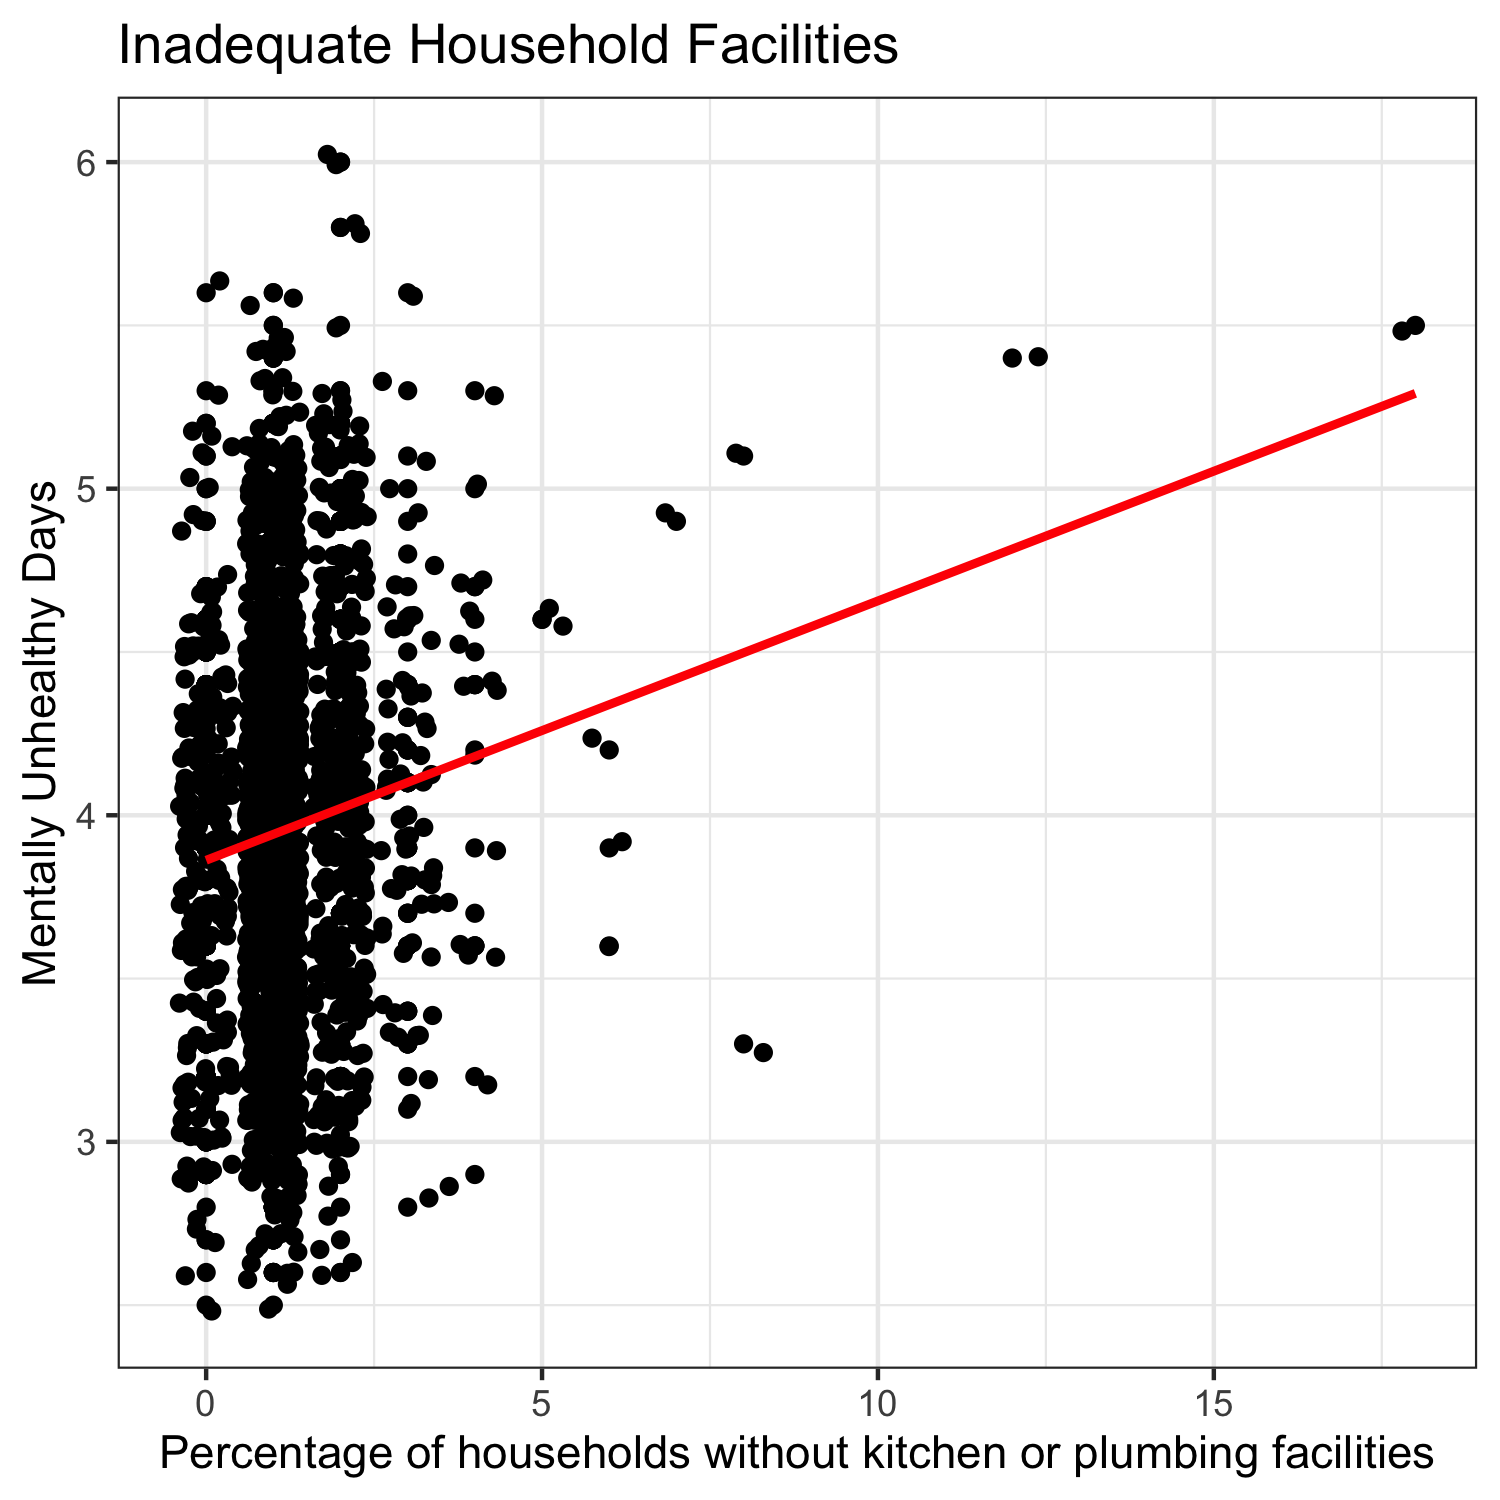 Inadequate Household Facilities
6
5
4
3
Mentally Unhealthy Days
0 5 10 15
Percentage of households without kitchen or plumbing facilities